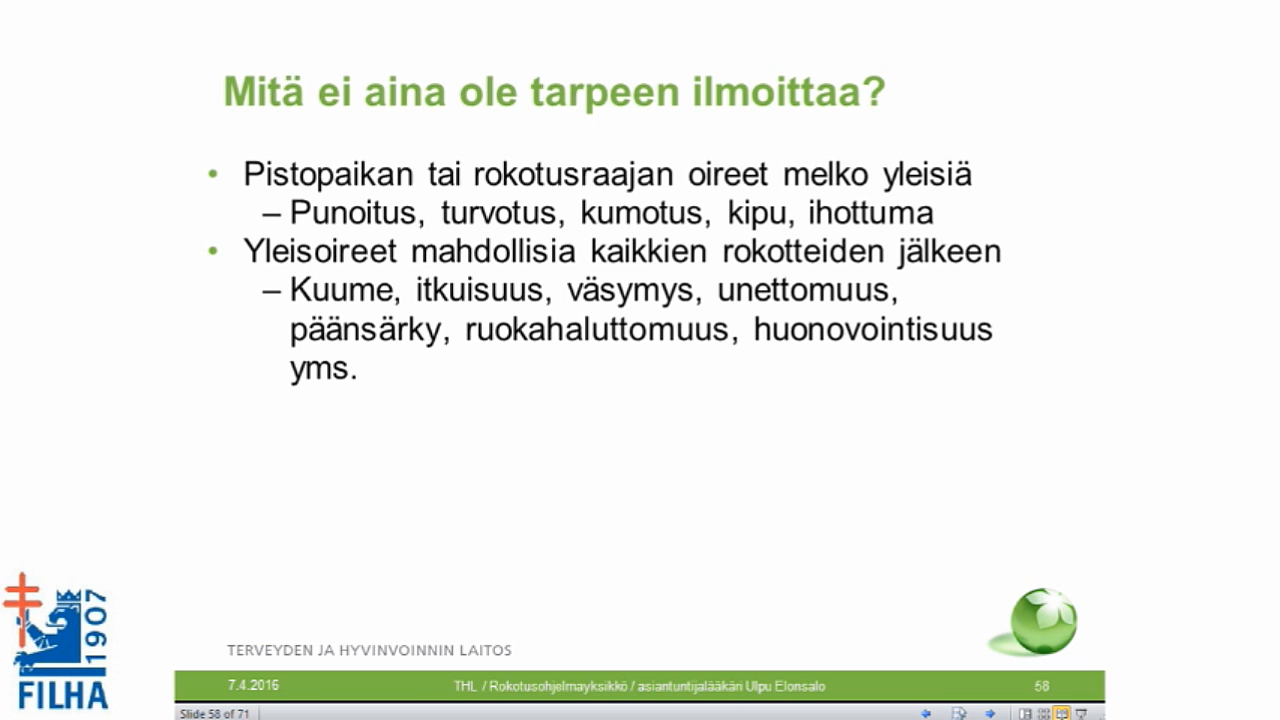 Mitä ei aina ole tarpeen ilmoittaa?
• Pistopaikan tai rokotusraajan oireet melko yleisiä
– Punoitus, turvotus, kumotus, kipu, ihottuma
• Yleisoireet mahdollisia kaikkien rokotteiden jälkeen
– Kuume, itkuisuus, väsymys, unettomuus,
päänsärky, ruokahaluttomuus, huonovointisuus
yms.
1907
FILHA
TERVEYDEN JA HYVINVOINNIN LAITOS
7.4.2016
THL / Rokotusohjelmayksikkö / asiantuntijalääkäri Ulpu Elonsalo
58
Slide 58 of 71